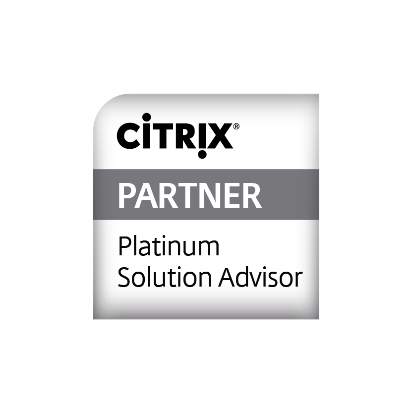 CiTRIX®
PARTNER
Platinum
Solution Advisor